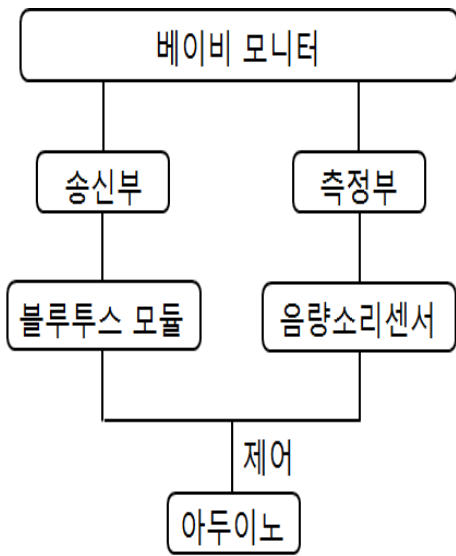 베이비 모니터
송신부
측정부
블루투스 모듈
음량소리센서
제어
아두이노